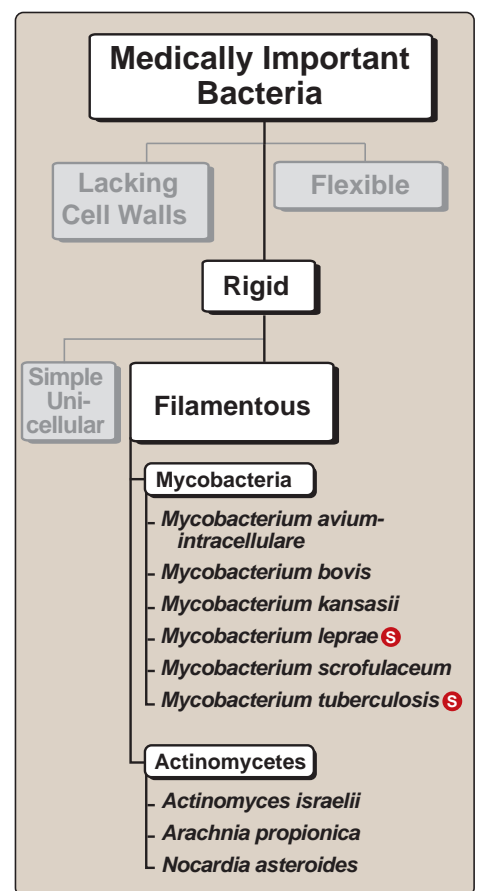 Medically Important
Bacteria
Lacking
Cell Walls
Flexible
Rigid
Simple
Uni-
cellular
Filamentous
Mycobacteria
Mycobacterium avium-
intracellulare
Mycobacterium bovis
Mycobacterium kansasii
Mycobacterium leprae S
Mycobacterium scrofulaceum
Mycobacterium tuberculosis S
Actinomycetes
Actinomyces israelii
Arachnia propionica
Nocardia asteroides